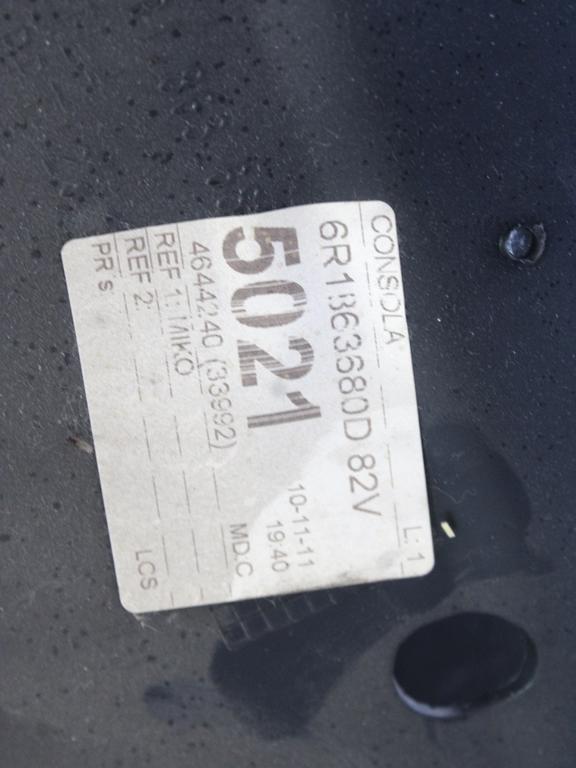 CONSOLA L: 1
6R1863680D 82V
10-11-11
5021 19:40
4644240 (33992) MD.C
REF 1: MIKO
REF 2:
PR s: LCS